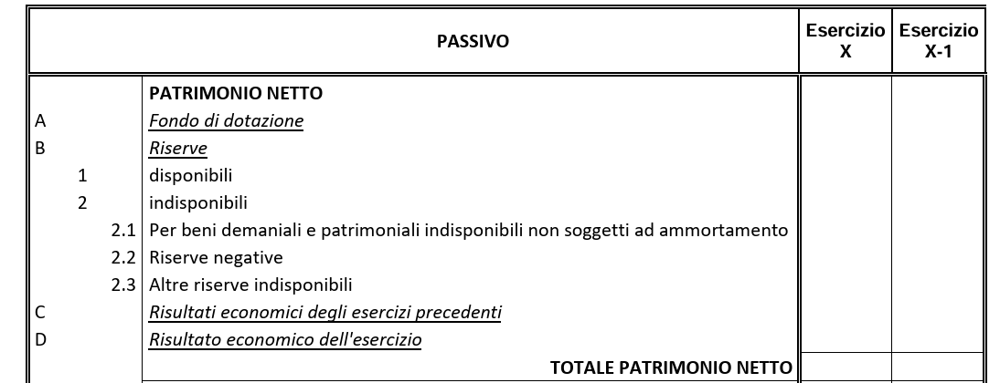 PASSIVO Esercizio X Esercizio X-1
PATRIMONIO NETTO
A Fondo di dotazione
B Riserve
1 disponibili
2 indisponibili
2.1 Per beni demaniali e patrimoniali indisponibili non soggetti ad ammortamento
2.2 Riserve negative
2.3 Altre riserve indisponibili
C Risultati economici degli esercizi precedenti
D Risultato economico dell'esercizio
TOTALE PATRIMONIO NETTO